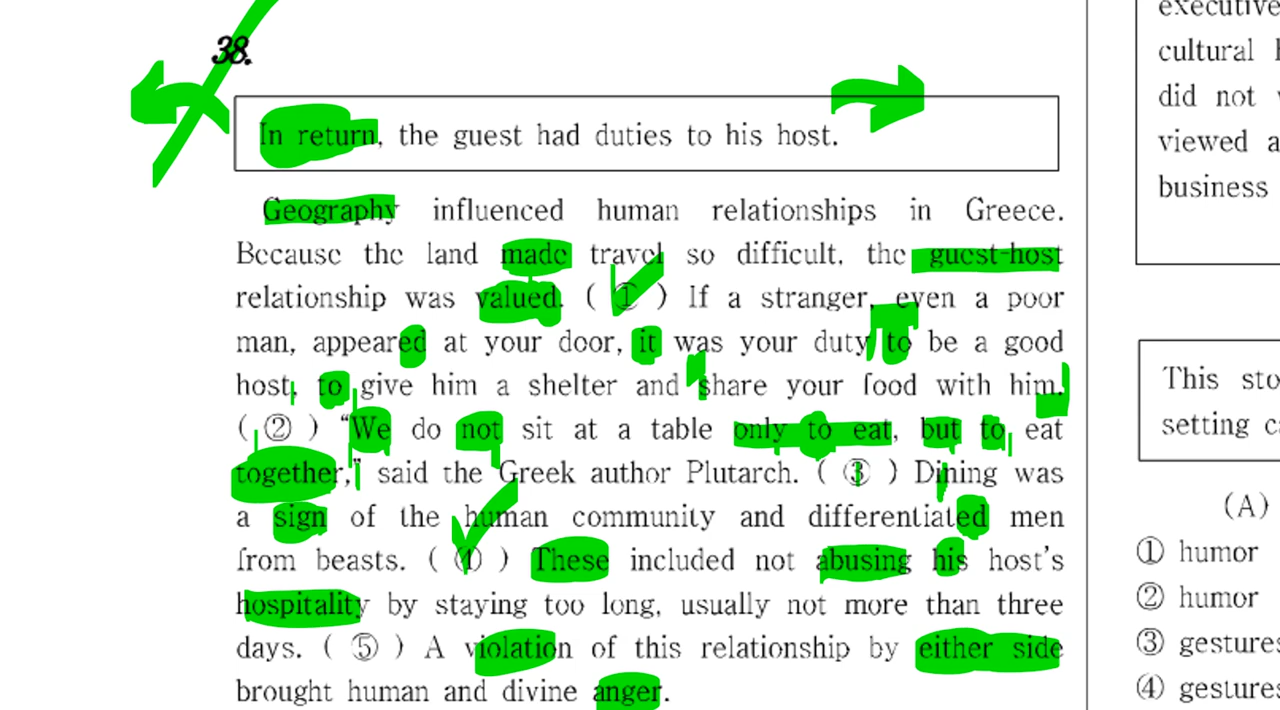 38.
In return, the guest had duties to his host.
Geography influenced human relationships in Greece.
Because the land made travel so difficult, the guest-host
relationship was valued. ( ① ) If a stranger, even a poor
man, appeared at your door, it was your duty to be a good
host, to give him a shelter and share your food with him.
( ② ) “We do not sit at a table only to eat, but to eat
together,” said the Greek author Plutarch. ( ③ ) Dining was
a sign of the human community and differentiated men
from beasts. ( ④ ) These included not abusing his host's
hospitality by staying too long, usually not more than three
days. ( ⑤ ) A violation of this relationship by either side
brought human and divine anger.
executive
cultural
did not
viewed a
business
This sto
setting c
(A)
① humor
② humor
③ gestures
④ gestures